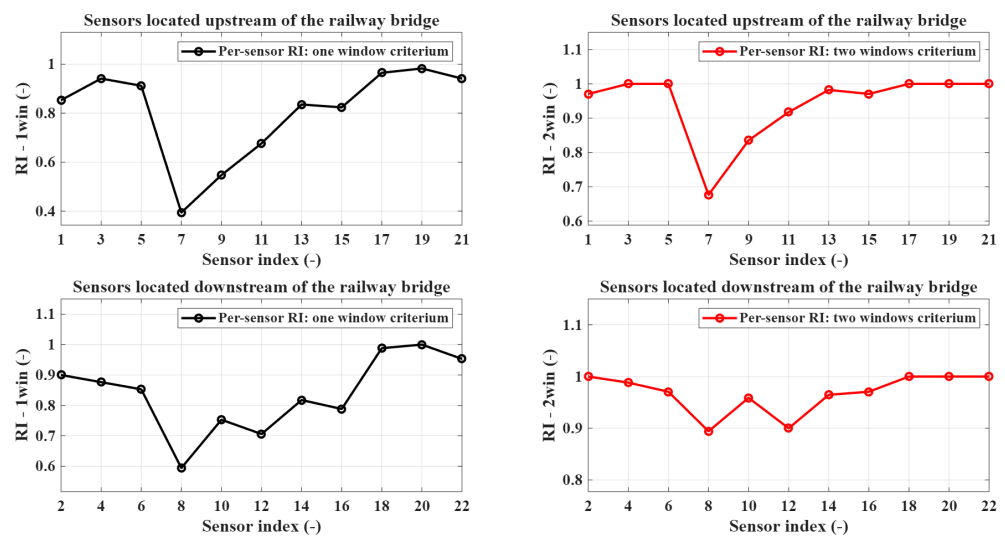 Sensors located upstream of the railway bridge
Per-sensor RI: one window criterium
RI - 1win (-)
1
0.8
0.6
0.4
1 3 5 7 9 11 13 15 17 19 21
Sensor index (-)
Sensors located upstream of the railway bridge
Per-sensor RI: two windows criterium
RI - 2win (-)
1.1
1
0.9
0.8
0.7
0.6
1 3 5 7 9 11 13 15 17 19 21
Sensor index (-)
Sensors located downstream of the railway bridge
Per-sensor RI: one window criterium
RI - 1win (-)
1.1
1
0.9
0.8
0.7
0.6
2 4 6 8 10 12 14 16 18 20 22
Sensor index (-)
Sensors located downstream of the railway bridge
Per-sensor RI: two windows criterium
RI - 2win (-)
1.1
1
0.9
0.8
2 4 6 8 10 12 14 16 18 20 22
Sensor index (-)